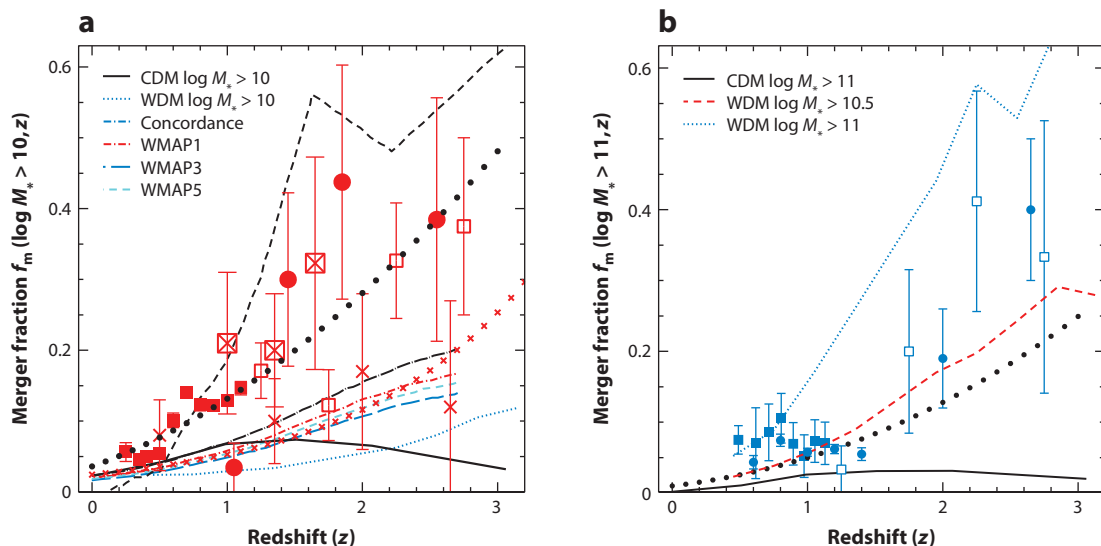 a
0.6
0.4
0.2
0
Merger fraction fm (log M* > 10, z)
CDM log M* > 10
WDM log M* > 10
Concordance
WMAP1
WMAP3
WMAP5
0 1 2 3
Redshift (z)
b
0.6
0.4
0.2
0
Merger fraction fm (log M* > 11, z)
CDM log M* > 11
WDM log M* > 10.5
WDM log M* > 11
0 1 2 3
Redshift (z)